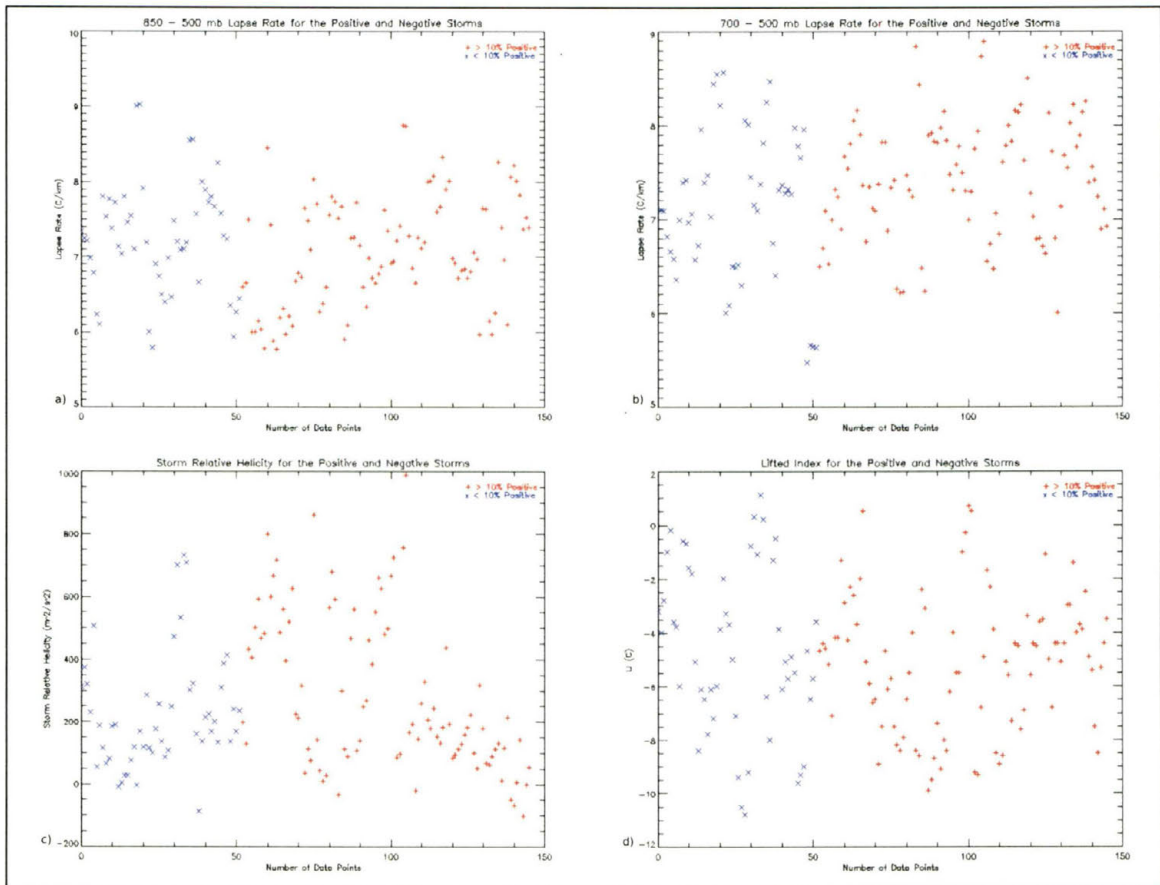 850 - 500 mb Lapse Rate for the Positive and Negative Storms
10
9
8
7
6
5
Lapse Rate (C/km)
+ > 10% Positive
× < 10% Positive
a)
0 50 100 150
Number of Data Points
700 - 500 mb Lapse Rate for the Positive and Negative Storms
9
8
7
6
5
Lapse Rate (C/km)
+ > 10% Positive
× < 10% Positive
b)
0 50 100 150
Number of Data Points
Storm Relative Helicity for the Positive and Negative Storms
1000
800
600
400
200
0
-200
Storm Relative Helicity (m^2/s^2)
+ > 10% Positive
× < 10% Positive
c)
0 50 100 150
Number of Data Points
Lifted Index for the Positive and Negative Storms
2
0
-2
-4
-6
-8
-10
-12
LI (C)
+ > 10% Positive
× < 10% Positive
d)
0 50 100 150
Number of Data Points